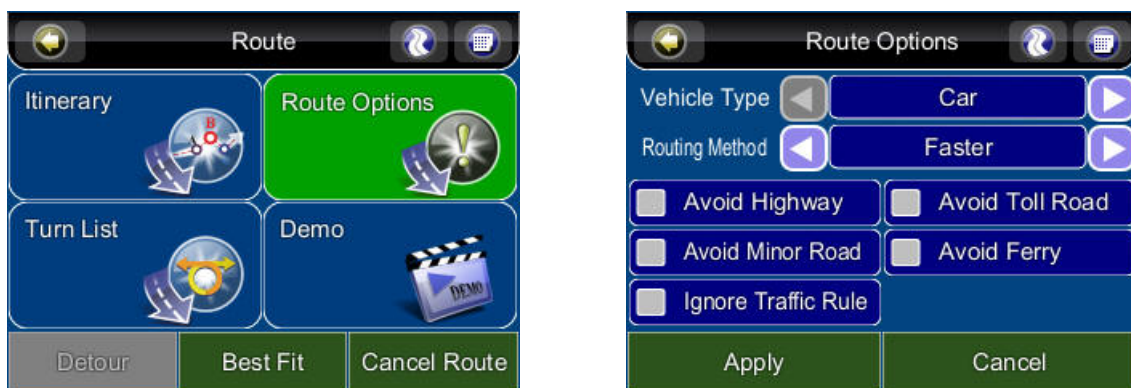 Route
Itinerary
B
Route Options
Turn List
Demo
DEMO
Detour
Best Fit
Cancel Route
Route Options
Vehicle Type
Car
Routing Method
Faster
Avoid Highway
Avoid Toll Road
Avoid Minor Road
Avoid Ferry
Ignore Traffic Rule
Apply
Cancel